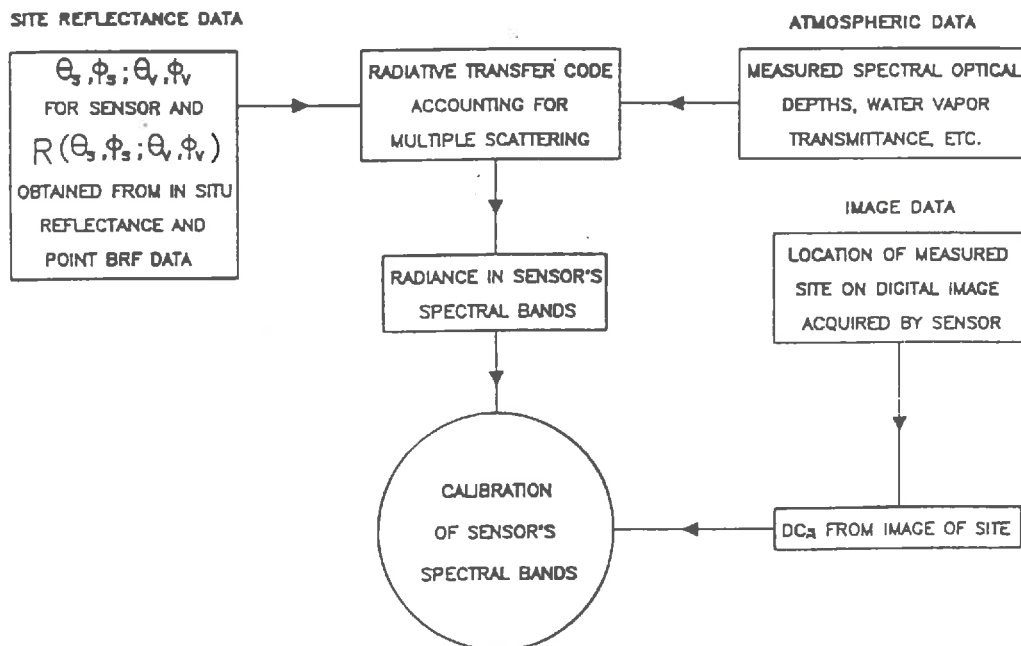 SITE REFLECTANCE DATA
θs,ϕs;θv,ϕv
FOR SENSOR AND
R(θs,ϕs;θv,ϕv)
OBTAINED FROM IN SITU
REFLECTANCE AND
POINT BRF DATA
RADIATIVE TRANSFER CODE
ACCOUNTING FOR
MULTIPLE SCATTERING
ATMOSPHERIC DATA
MEASURED SPECTRAL OPTICAL
DEPTHS, WATER VAPOR
TRANSMITTANCE, ETC.
RADIANCE IN SENSOR'S
SPECTRAL BANDS
IMAGE DATA
LOCATION OF MEASURED
SITE ON DIGITAL IMAGE
ACQUIRED BY SENSOR
CALIBRATION
OF SENSOR'S
SPECTRAL BANDS
FROM IMAGE OF SITE